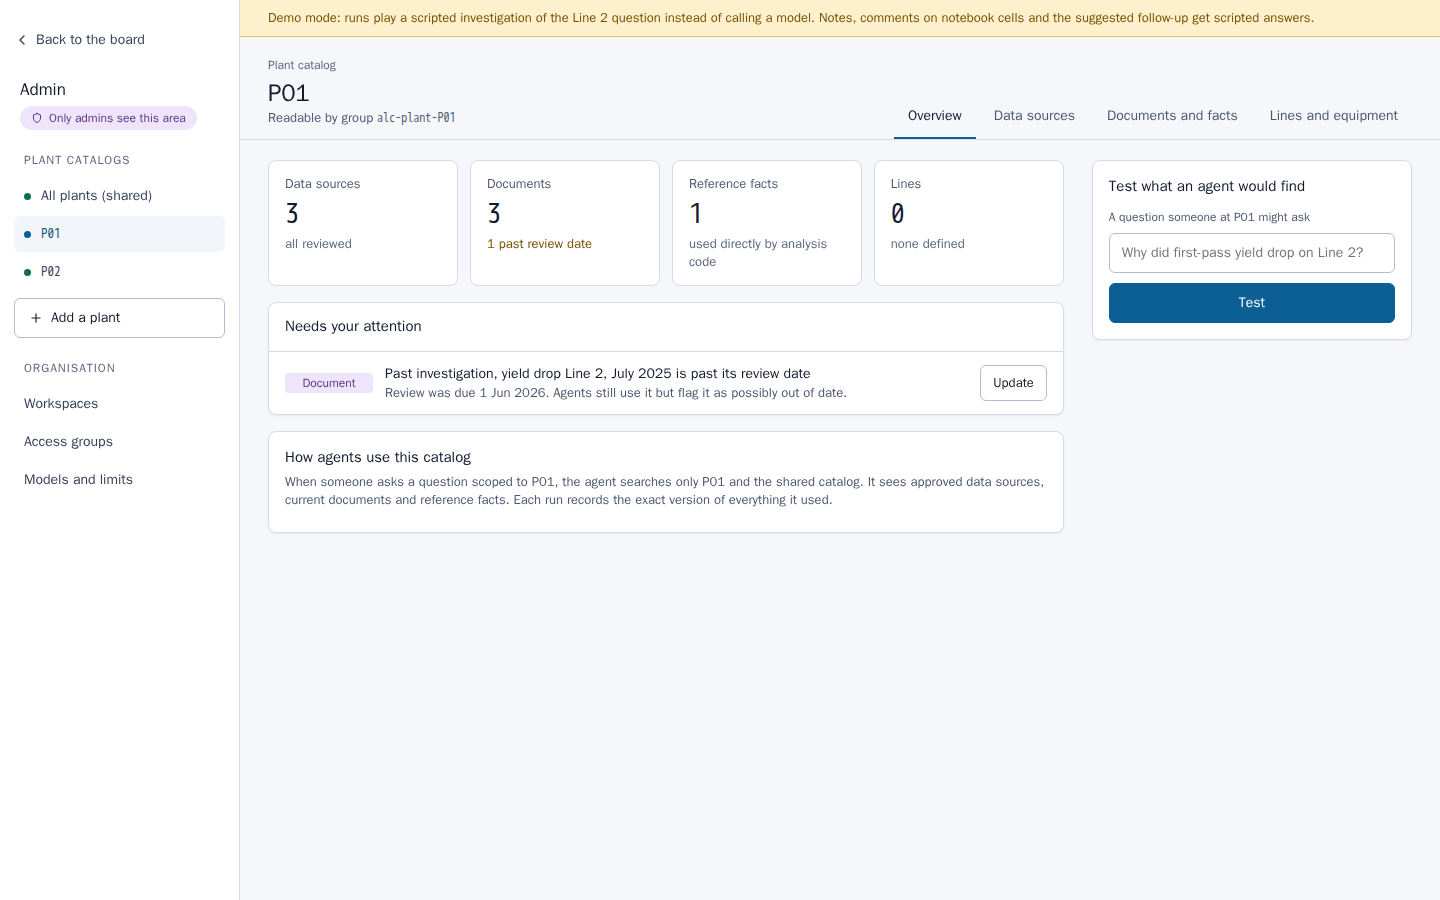 Demo mode: runs play a scripted investigation of the Line 2 question instead of calling a model. Notes, comments on notebook cells and the suggested follow-up get scripted answers.
Back to the board
Admin
Only admins see this area
PLANT CATALOGS
All plants (shared)
P01
P02
Add a plant
ORGANISATION
Workspaces
Access groups
Models and limits
Plant catalog
P01
Readable by group alc-plant-P01
Overview
Data sources
Documents and facts
Lines and equipment
Data sources
3
all reviewed
Documents
3
1 past review date
Reference facts
1
used directly by analysis
code
Lines
0
none defined
Needs your attention
Document
Past investigation, yield drop Line 2, July 2025 is past its review date
Review was due 1 Jun 2026. Agents still use it but flag it as possibly out of date.
Update
How agents use this catalog
When someone asks a question scoped to P01, the agent searches only P01 and the shared catalog. It sees approved data sources,
current documents and reference facts. Each run records the exact version of everything it used.
Test what an agent would find
A question someone at P01 might ask
Why did first-pass yield drop on Line 2?
Test